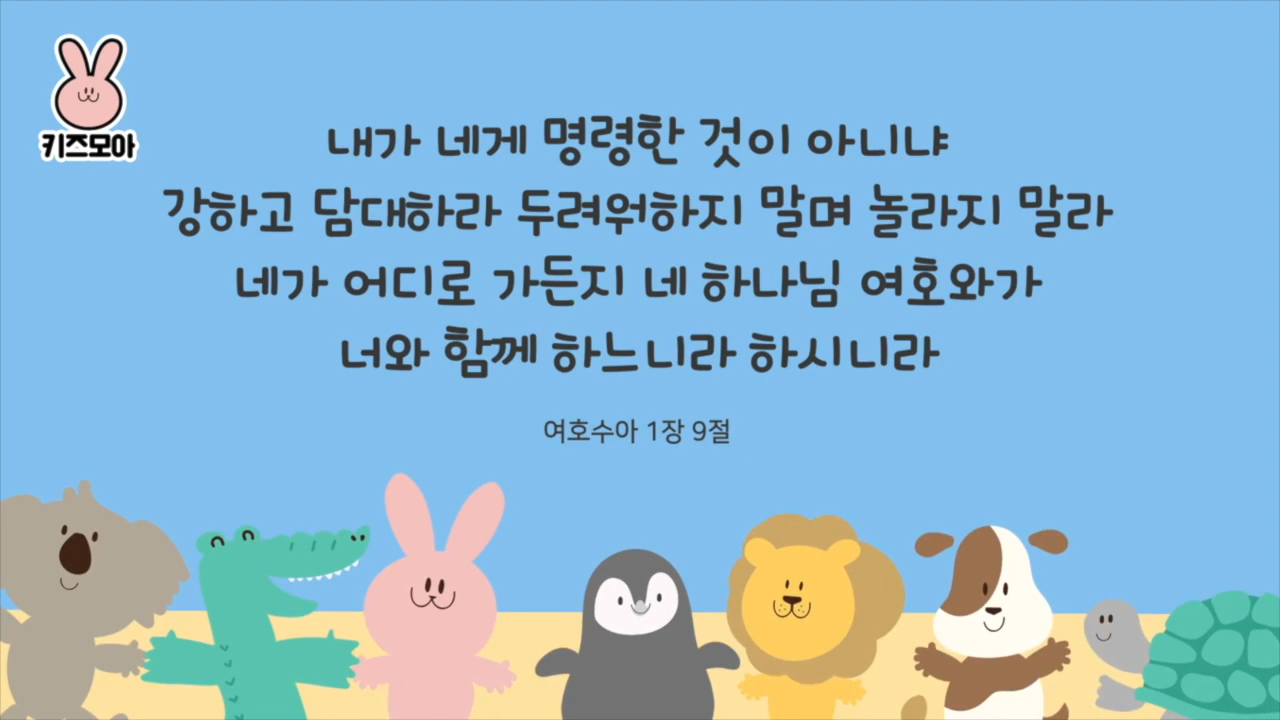 키즈모아
내가 네게 명령한 것이 아니냐
강하고 담대하라 두려워하지 말며 놀라지 말라
네가 어디로 가든지 네 하나님 여호와가
너와 함께 하느니라 하시니라
여호수아 1장 9절